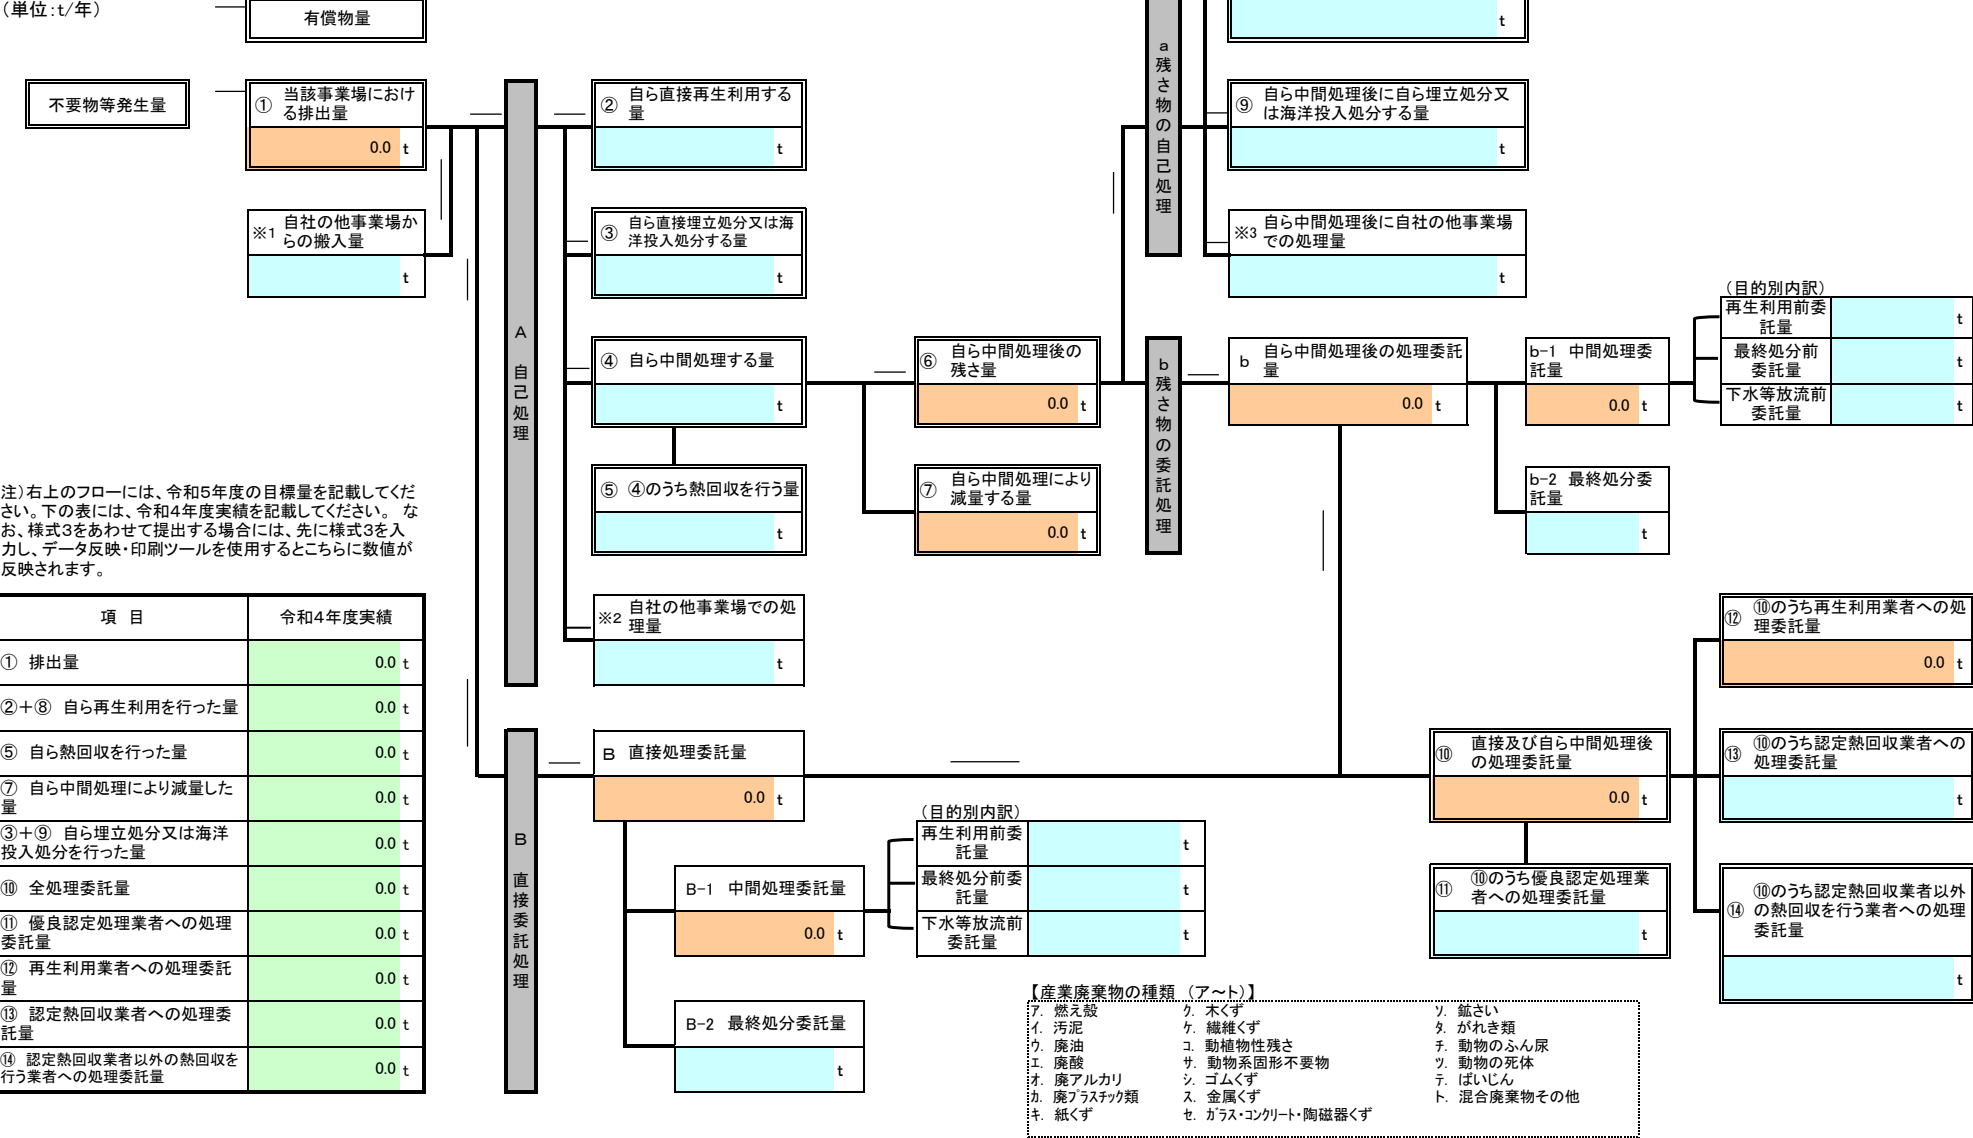 （単位：t/年）
有償物量
t
不要物等発生量
① 当該事業場におけ
る排出量
0.0 t
※1 自社の他事業場か
らの搬入量
t
A 自己処理
② 自ら直接再生利用する
量
t
③ 自ら直接埋立処分又は海
洋投入処分する量
t
④ 自ら中間処理する量
t
⑤ ④のうち熱回収を行う量
t
※2 自社の他事業場での処
理量
t
⑥ 自ら中間処理後の
残さ量
0.0 t
⑦ 自ら中間処理により
減量する量
0.0 t
a残さ物の自己処理
⑨ 自ら中間処理後に自ら埋立処分又
は海洋投入処分する量
t
※3 自ら中間処理後に自社の他事業場
での処理量
t
b残さ物の委託処理
b 自ら中間処理後の処理委託
量
0.0 t
b-1 中間処理委
託量
0.0 t
b-2 最終処分委
託量
t
（目的別内訳）
再生利用前委
託量
t
最終処分前
委託量
t
下水等放流前
委託量
t
注）右上のフローには、令和５年度の目標量を記載してくだ
さい。下の表には、令和４年度実績を記載してください。 な
お、様式３をあわせて提出する場合には、先に様式３を入
力し、データ反映・印刷ツールを使用するとこちらに数値が
反映されます。
項 目 令和４年度実績
① 排出量 0.0 t
②＋⑧ 自ら再生利用を行った量 0.0 t
⑤ 自ら熱回収を行った量 0.0 t
⑦ 自ら中間処理により減量した
量 0.0 t
③＋⑨ 自ら埋立処分又は海洋
投入処分を行った量 0.0 t
⑩ 全処理委託量 0.0 t
⑪ 優良認定処理業者への処理
委託量 0.0 t
⑫ 再生利用業者への処理委託
量 0.0 t
⑬ 認定熱回収業者への処理委
託量 0.0 t
⑭ 認定熱回収業者以外の熱回収を
行う業者への処理委託量 0.0 t
B 直接委託処理
B 直接処理委託量
0.0 t
B-1 中間処理委託量
0.0 t
B-2 最終処分委託量
t
（目的別内訳）
再生利用前委
託量
t
最終処分前委
託量
t
下水等放流前
委託量
t
⑩ 直接及び自ら中間処理後
の処理委託量
0.0 t
⑪ ⑩のうち優良認定処理業
者への処理委託量
t
⑫ ⑩のうち再生利用業者への処
理委託量
0.0 t
⑬ ⑩のうち認定熱回収業者への
処理委託量
t
⑭ ⑩のうち認定熱回収業者以外
の熱回収を行う業者への処理
委託量
t
【産業廃棄物の種類 （ア～ト）】
ｱ. 燃え殻 ｸ. 木くず ｿ. 鉱さい
ｲ. 汚泥 ｹ. 繊維くず ﾀ. がれき類
ｳ. 廃油 ｺ. 動植物性残さ ﾁ. 動物のふん尿
ｴ. 廃酸 ｻ. 動物系固形不要物 ﾂ. 動物の死体
ｵ. 廃アルカリ ｼ. ゴムくず ﾃ. ばいじん
ｶ. 廃ﾌﾟﾗｽﾁｯｸ類 ｽ. 金属くず ﾄ. 混合廃棄物その他
ｷ. 紙くず ｾ. ｶﾞﾗｽ・ｺﾝｸﾘｰﾄ・陶磁器くず